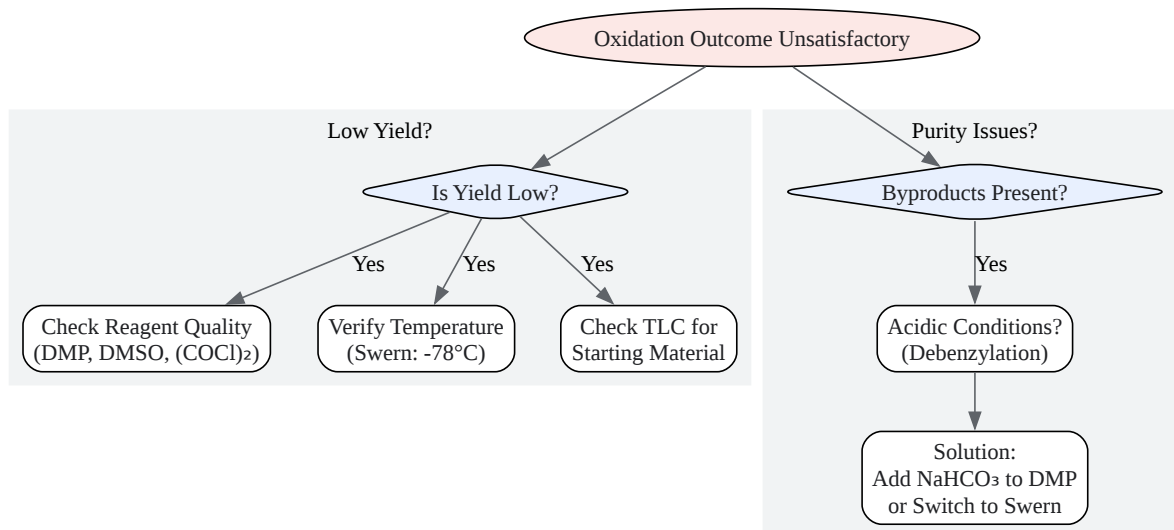 Oxidation Outcome Unsatisfactory
Low Yield?
Purity Issues?
Is Yield Low?
Byproducts Present?
Yes
Yes
Yes
Yes
Check Reagent Quality
(DMP, DMSO, (COCl)₂)
Verify Temperature
(Swern: -78°C)
Check TLC for
Starting Material
Acidic Conditions?
(Debenzylation)
Solution:
Add NaHCO₃ to DMP
or Switch to Swern